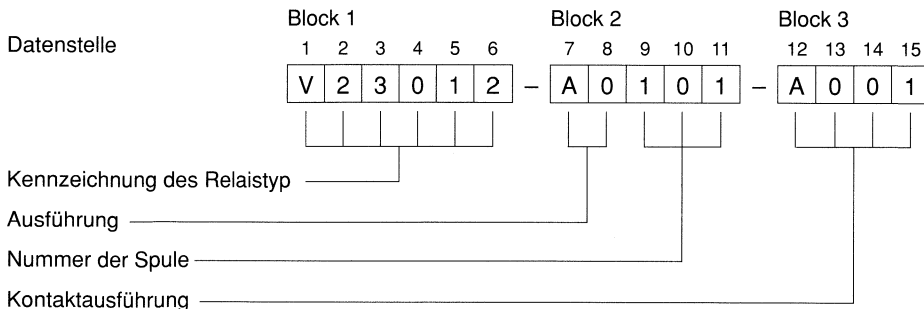 Block 1 Block 2 Block 3
Datenstelle 1 2 3 4 5 6 7 8 9 10 11 12 13 14 15
V 2 3 0 1 2 – A 0 1 0 1 – A 0 0 1
Kennzeichnung des Relaistyp
Ausführung
Nummer der Spule
Kontaktausführung